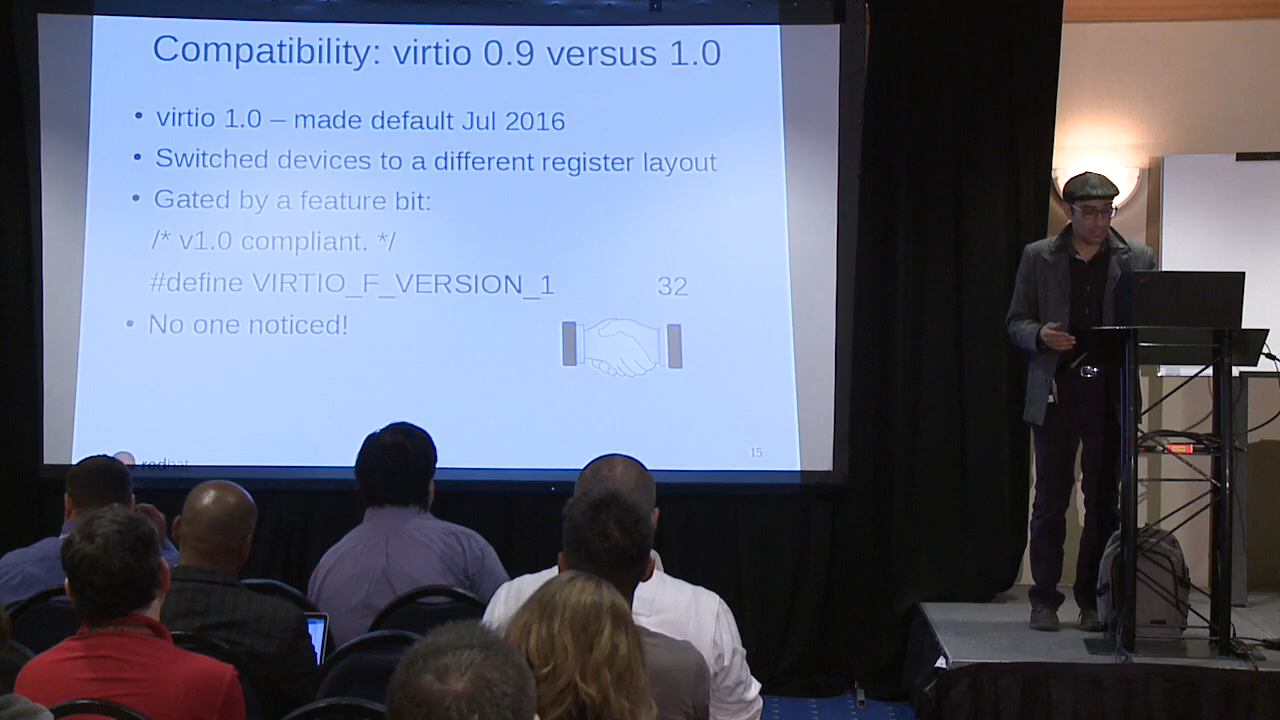 Compatibility: virtio 0.9 versus 1.0
• virtio 1.0 – made default Jul 2016
• Switched devices to a different register layout
• Gated by a feature bit:
/* v1.0 compliant. */
#define VIRTIO_F_VERSION_1 32
• No one noticed!
redhat
15